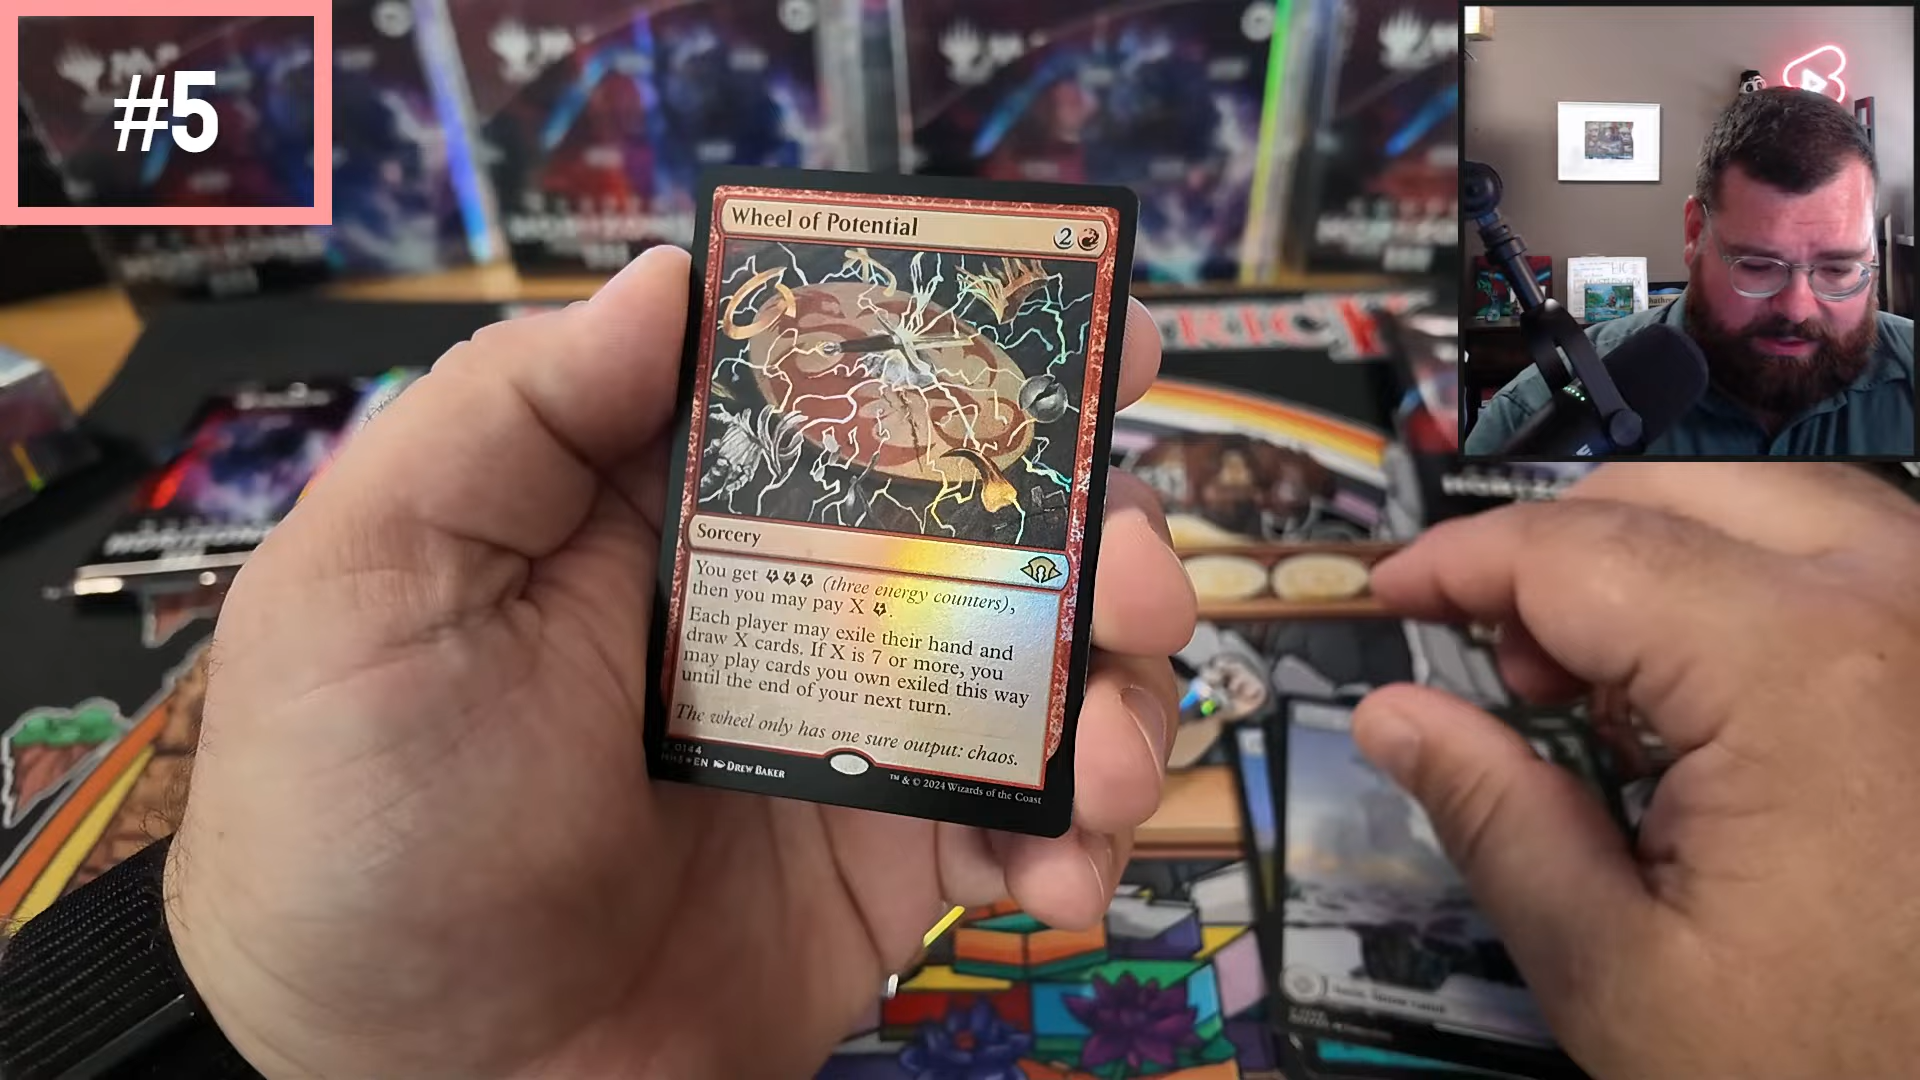 #5
Wheel of Potential
2
Sorcery
You get (three energy counters),
then you may pay X .
Each player may exile their hand and
draw X cards. If X is 7 or more, you
may play cards you own exiled this way
until the end of your next turn.
The wheel only has one sure output: chaos.
0144
MH3 EN DREW BAKER
™ & © 2024 Wizards of the Coast
HORIZONS